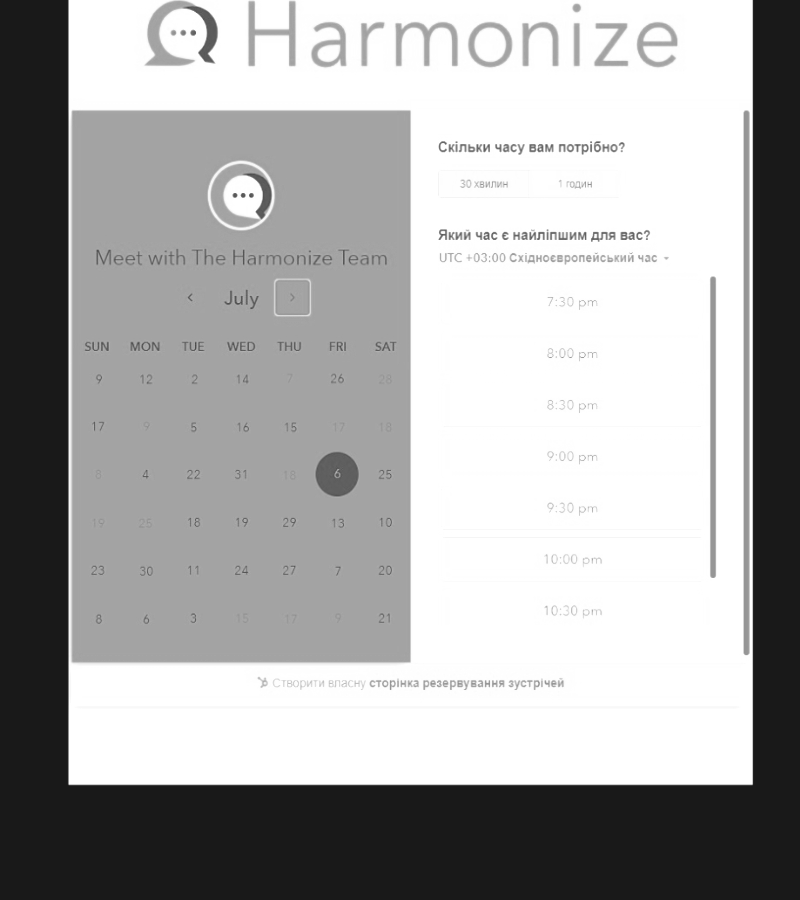 Harmonize
Meet with The Harmonize Team
July
SUN MON TUE WED THU FRI SAT
9 12 2 14 7 26 28
17 9 5 16 15 17 18
8 4 22 31 18 6 25
19 25 18 19 29 13 10
23 30 11 24 27 7 20
8 6 3 15 17 9 21
Скільки часу вам потрібно?
30 хвилин 1 годин
Який час є найліпшим для вас?
UTC +03:00 Східноєвропейський час
7:30 pm
8:00 pm
8:30 pm
9:00 pm
9:30 pm
10:00 pm
10:30 pm
Створити власну сторінка резервування зустрічей